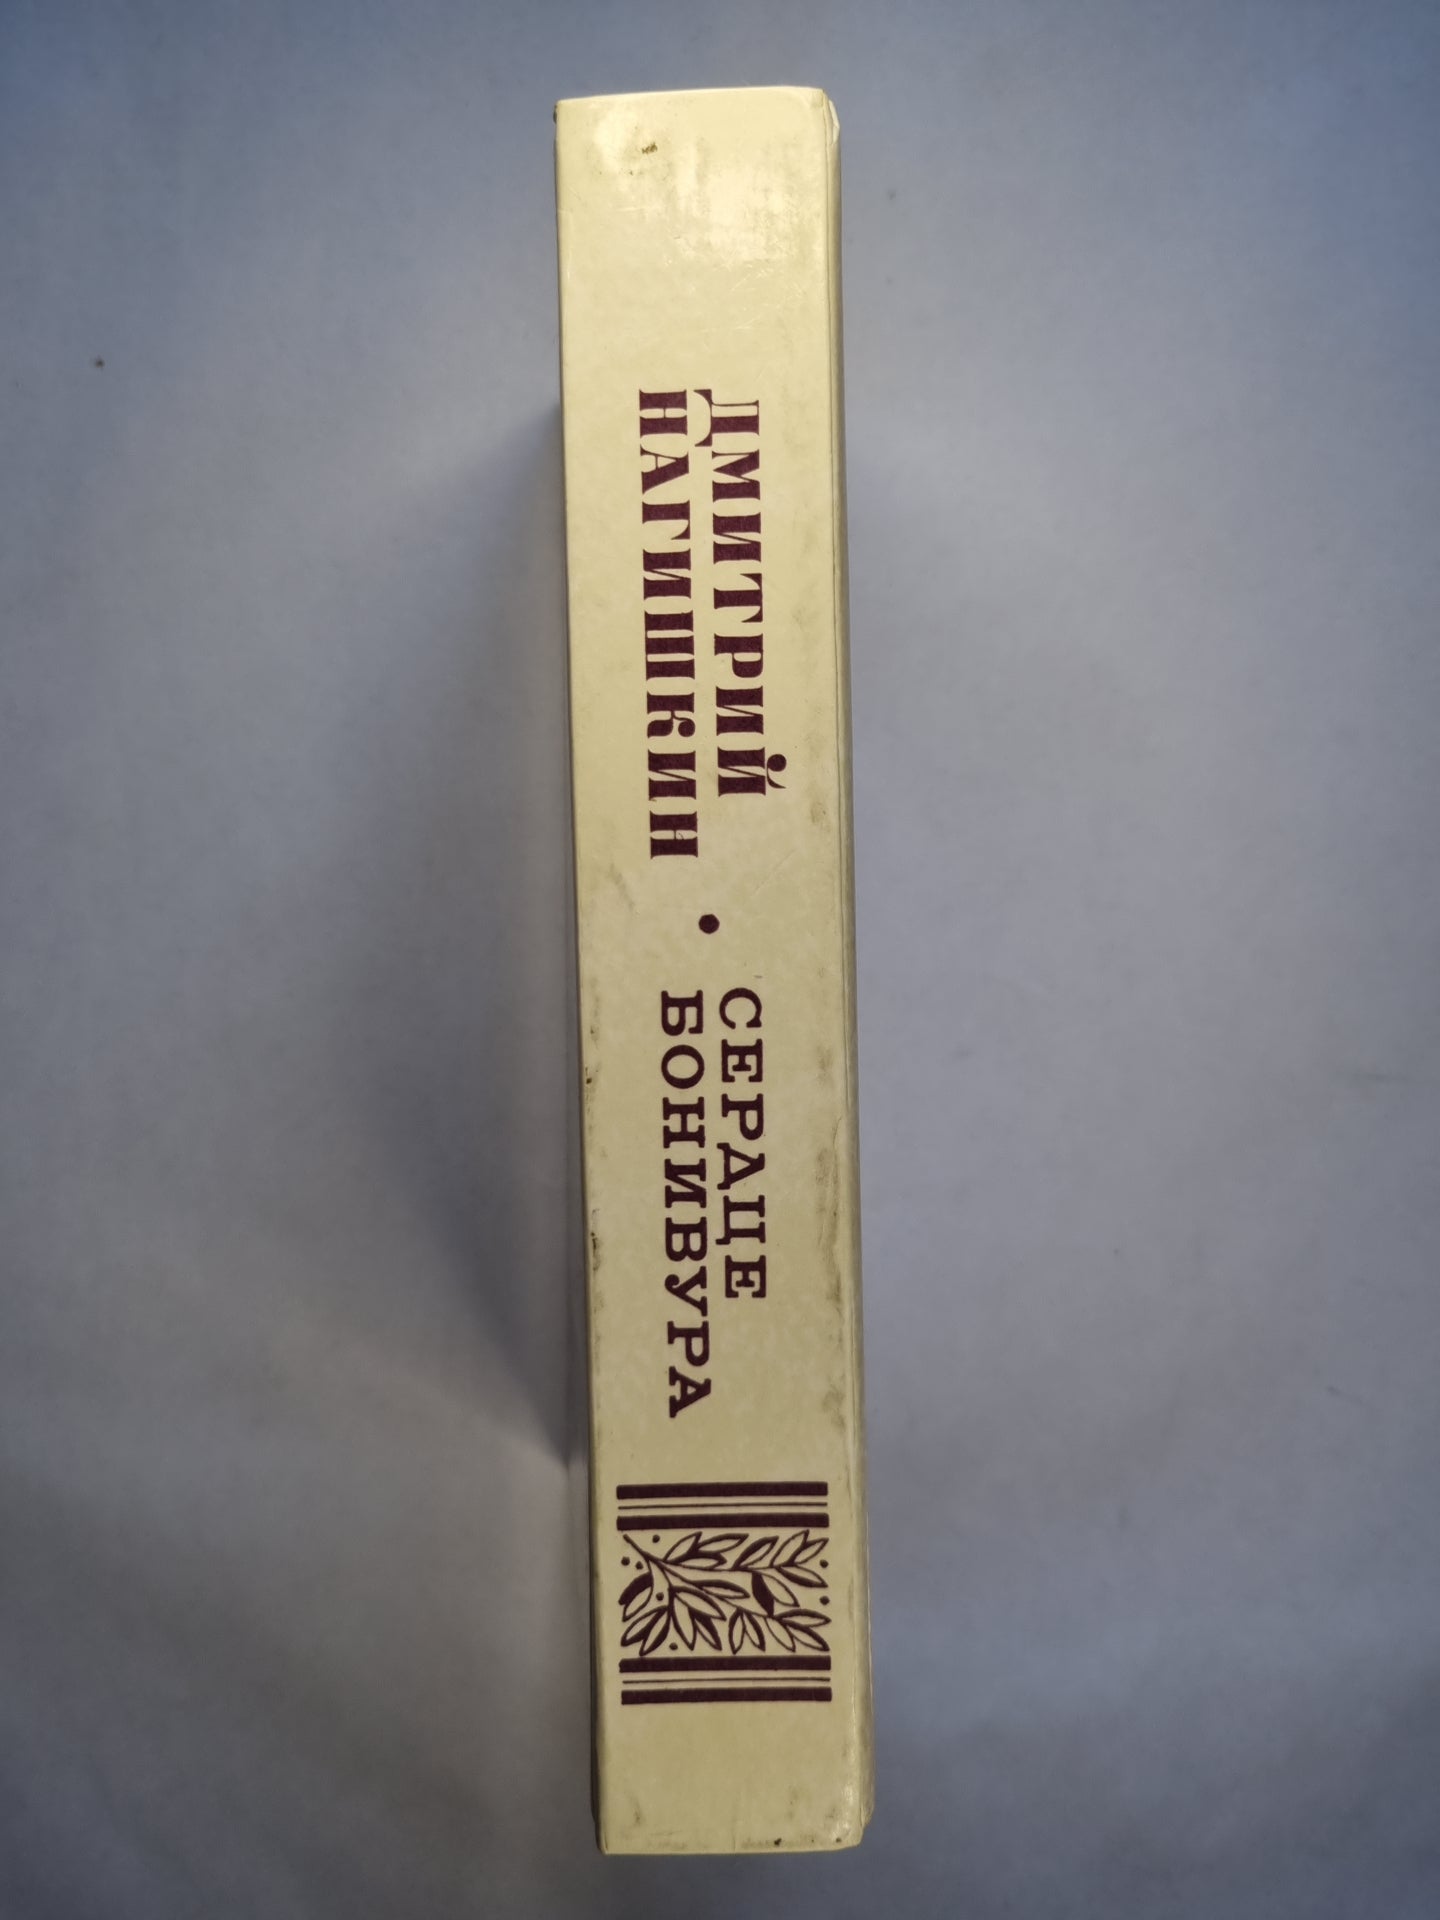 ДМИТРИЙ
НАГИШКИН
•
СЕРДЦЕ
БОНИВУРА